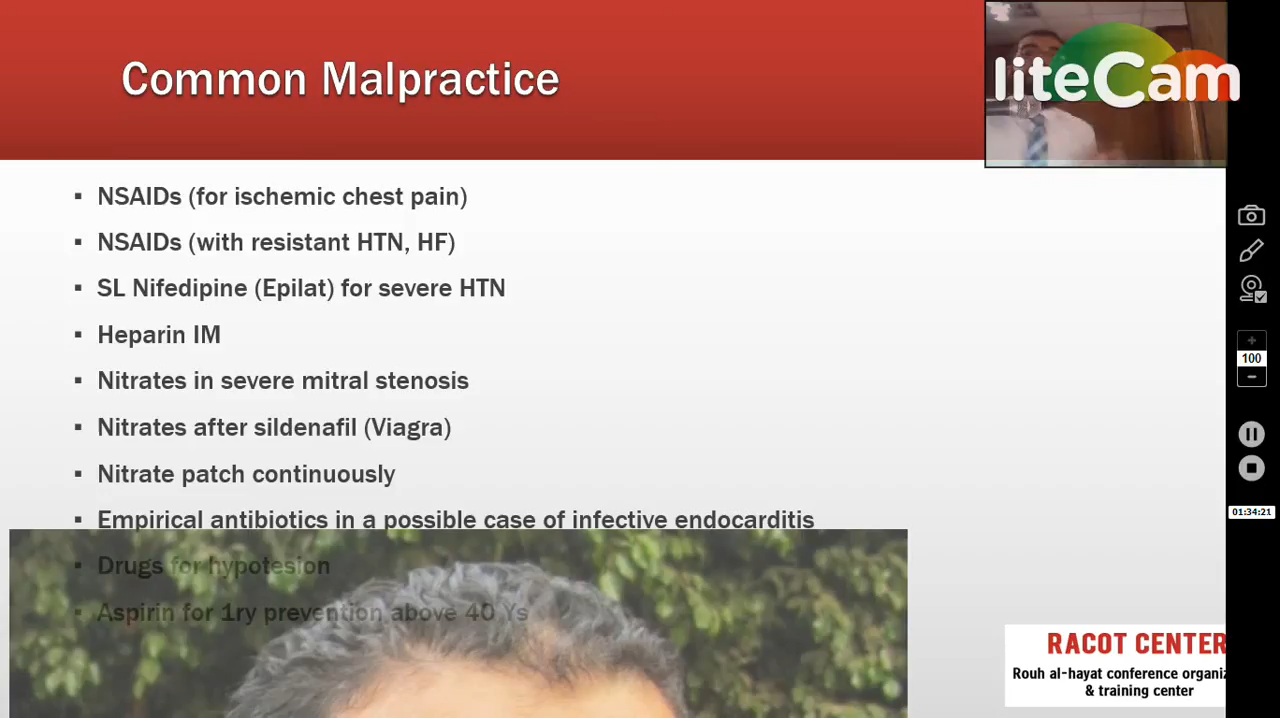 Common Malpractice
liteCam
▪ NSAIDs (for ischemic chest pain)
▪ NSAIDs (with resistant HTN, HF)
▪ SL Nifedipine (Epilat) for severe HTN
▪ Heparin IM
▪ Nitrates in severe mitral stenosis
▪ Nitrates after sildenafil (Viagra)
▪ Nitrate patch continuously
▪ Empirical antibiotics in a possible case of infective endocarditis
▪ Drugs for hypotesion
▪ Aspirin for 1ry prevention above 40 Ys
100
01:34:21
RACOT CENTER
Rouh al-hayat conference organiz
& training center